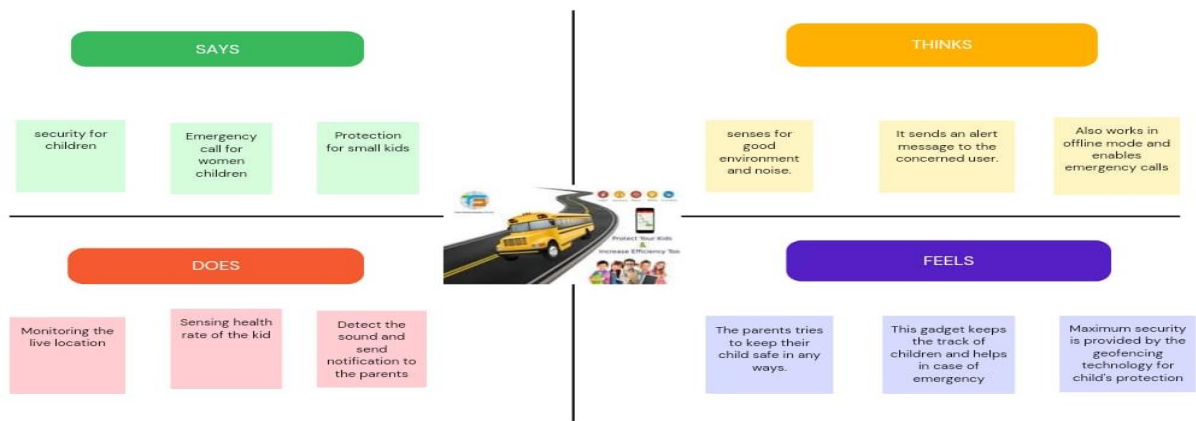 SAYS
security for
children
Emergency
call for
women
children
Protection
for small kids
THINKS
senses for
good
environment
and noise.
It sends an alert
message to the
concerned user.
Also works in
offline mode and
enables
emergency calls
Protect Your Kids
&
Increase Efficiency Too
DOES
Monitoring the
live location
Sensing health
rate of the kid
Detect the
sound and
send
notification to
the parents
FEELS
The parents tries
to keep their
child safe in any
ways.
This gadget keeps
the track of
children and helps
in case of
emergency
Maximum security
is provided by the
geofencing
technology for
child's protection